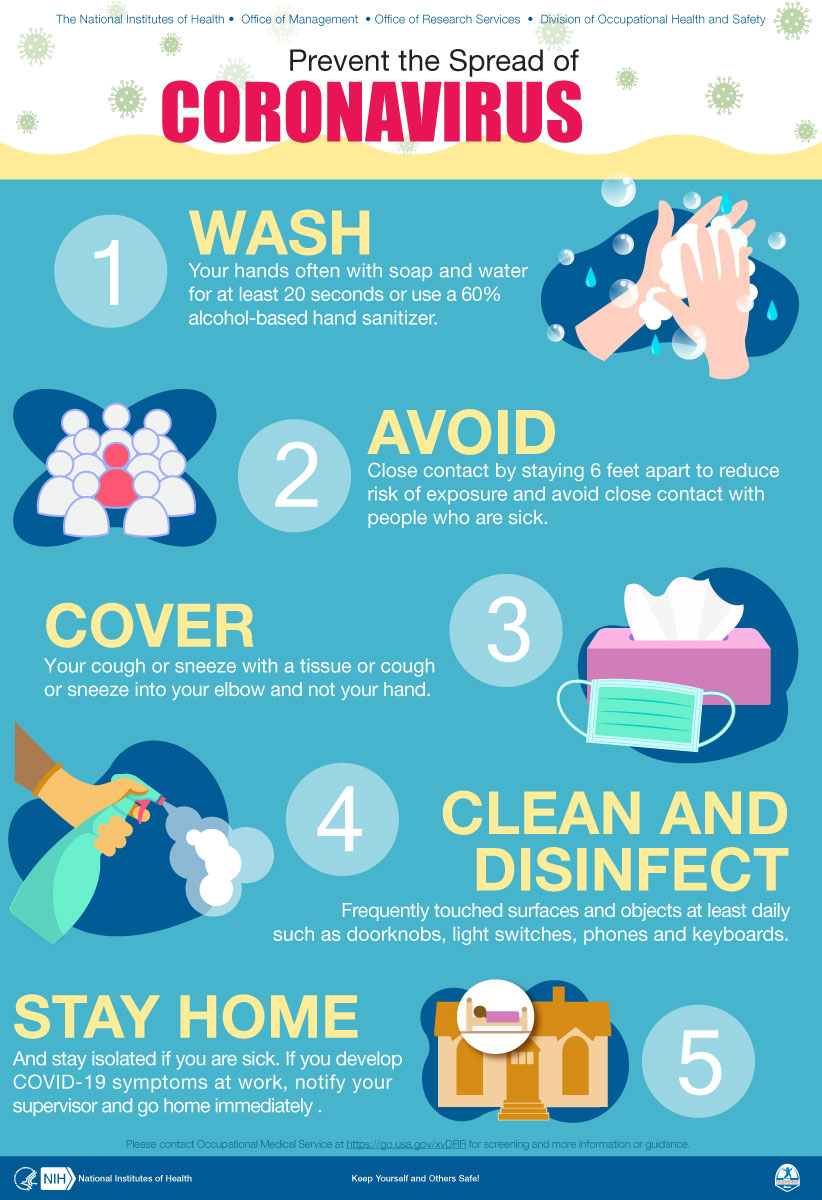 The National Institutes of Health • Office of Management • Office of Research Services • Division of Occupational Health and Safety
Prevent the Spread of
CORONAVIRUS
1
WASH
Your hands often with soap and water
for at least 20 seconds or use a 60%
alcohol-based hand sanitizer.
2
AVOID
Close contact by staying 6 feet apart to reduce
risk of exposure and avoid close contact with
people who are sick.
COVER
3
Your cough or sneeze with a tissue or cough
or sneeze into your elbow and not your hand.
4
CLEAN AND
DISINFECT
Frequently touched surfaces and objects at least daily
such as doorknobs, light switches, phones and keyboards.
STAY HOME
And stay isolated if you are sick. If you develop
COVID-19 symptoms at work, notify your
supervisor and go home immediately .
5
Please contact Occupational Medical Service at https://go.usa.gov/xvDRR for screening and more information or guidance.
NIH National Institutes of Health
Keep Yourself and Others Safe!